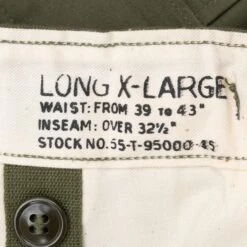 LONG X-LARGE
WAIST: FROM 39 TO 43"
INSEAM: OVER 32½"
STOCK NO. 55-T-95000-45